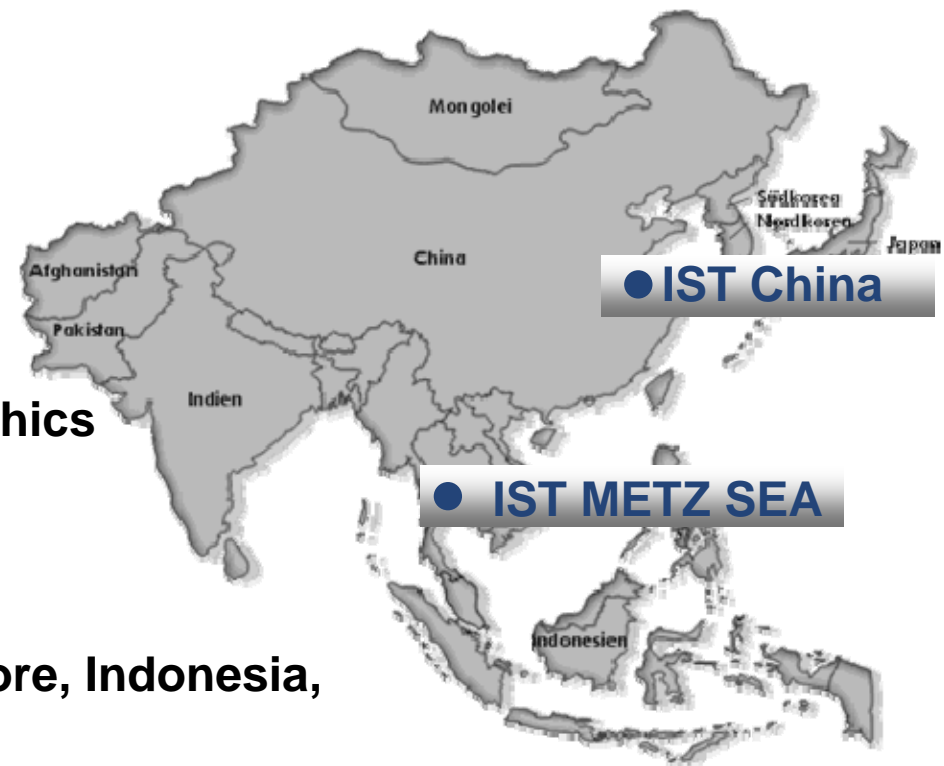 Mongolei
Südkorea
Nordkorea
Japan
China
Afghanistan
IST China
Pakistan
Indien
hics
IST METZ SEA
Indonesien
ore, Indonesia,